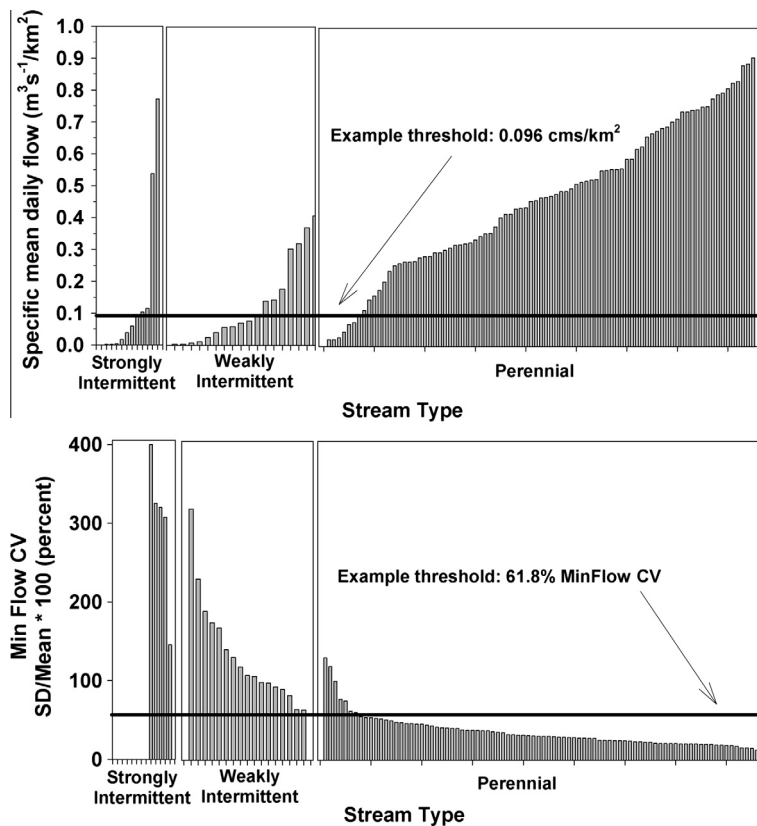 Specific mean daily flow (m³s⁻¹/km²)
1.0
0.9
0.8
0.7
0.6
0.5
0.4
0.3
0.2
0.1
0.0
Example threshold: 0.096 cms/km²
Strongly
Intermittent
Weakly
Intermittent
Perennial
Stream Type
Min Flow CV
SD/Mean * 100 (percent)
400
300
200
100
0
Example threshold: 61.8% MinFlow CV
Strongly
Intermittent
Weakly
Intermittent
Perennial
Stream Type